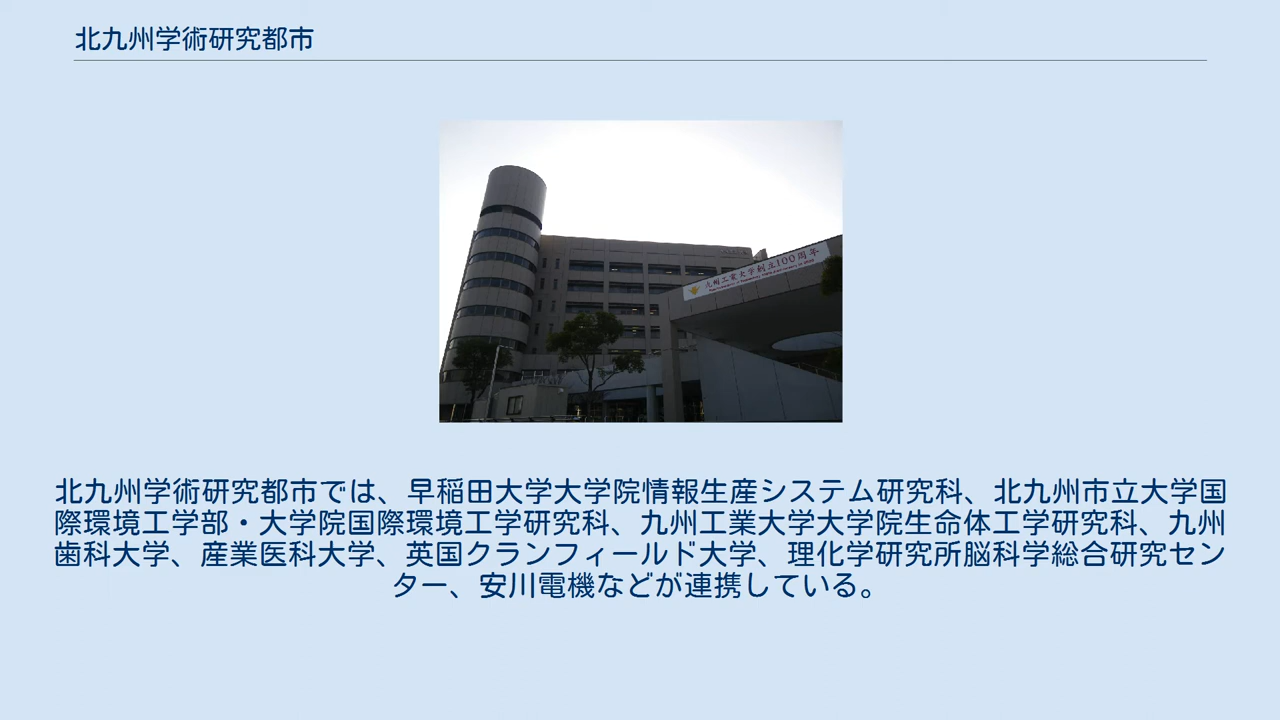 北九州学術研究都市
九州工業大学創立100周年
北九州学術研究都市では、早稲田大学大学院情報生産システム研究科、北九州市立大学国
際環境工学部・大学院国際環境工学研究科、九州工業大学大学院生命体工学研究科、九州
歯科大学、産業医科大学、英国クランフィールド大学、理化学研究所脳科学総合研究セン
ター、安川電機などが連携している。